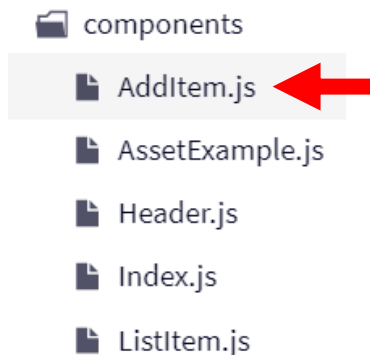 components
AddItem.js
AssetExample.js
Header.js
Index.js
ListItem.js